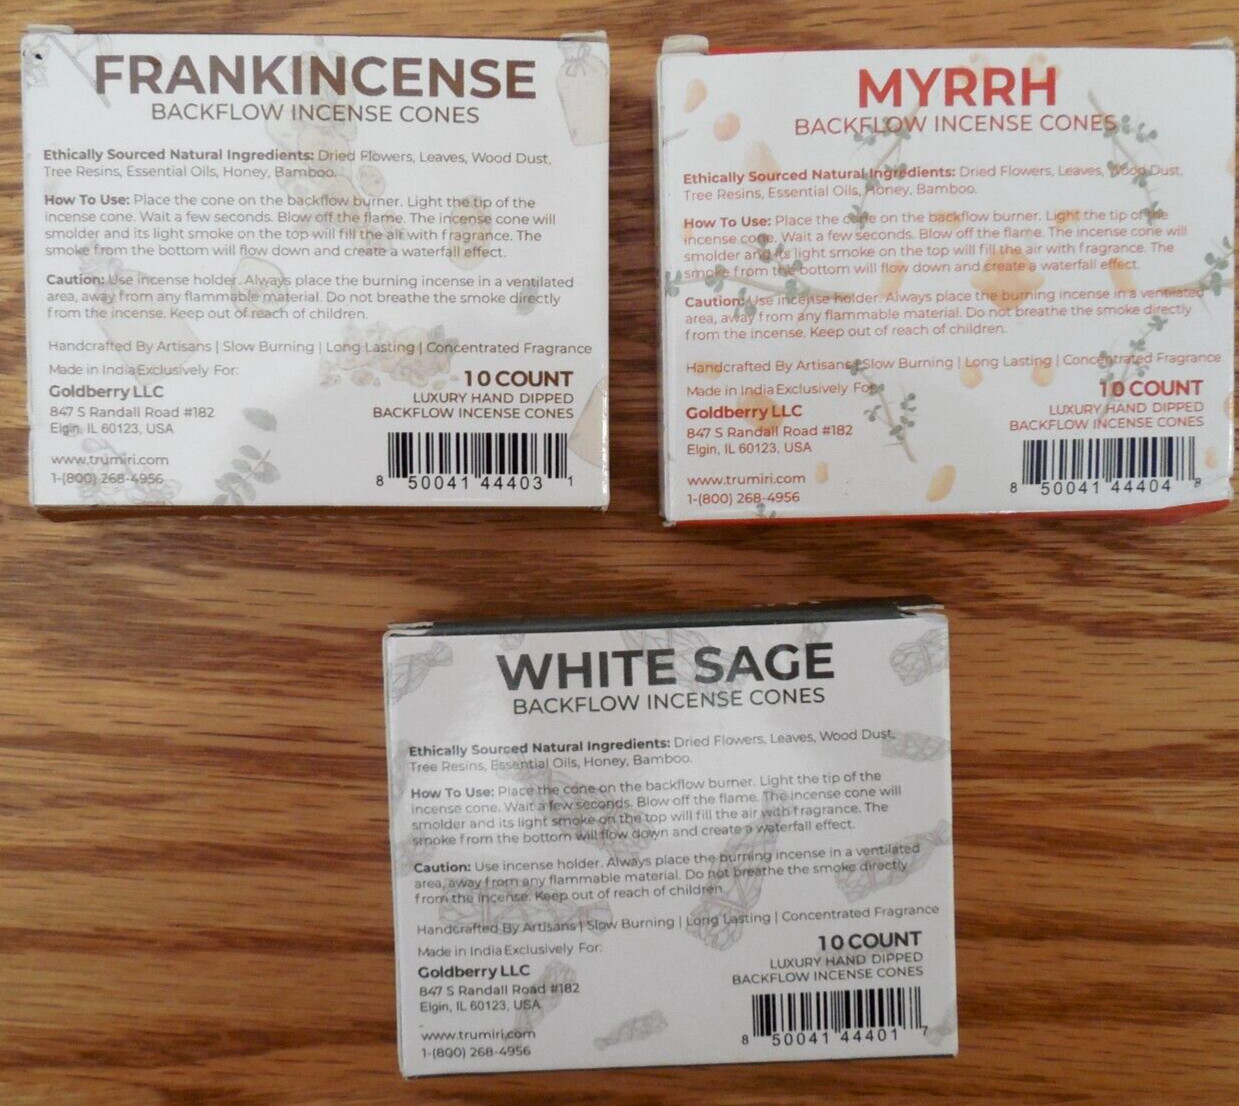 FRANKINCENSE
BACKFLOW INCENSE CONES
Ethically Sourced Natural Ingredients: Dried Flowers, Leaves, Wood Dust,
Tree Resins, Essential Oils, Honey, Bamboo.
How To Use: Place the cone on the backflow burner. Light the tip of the
incense cone. Wait a few seconds. Blow off the flame. The incense cone will
smolder and its light smoke on the top will fill the air with fragrance. The
smoke from the bottom will flow down and create a waterfall effect.
Caution: Use incense holder. Always place the burning incense in a ventilated
area, away from any flammable material. Do not breathe the smoke directly
from the incense. Keep out of reach of children.
Handcrafted By Artisans | Slow Burning | Long Lasting | Concentrated Fragrance
Made in India Exclusively For:
Goldberry LLC
847 S Randall Road #182
Elgin, IL 60123, USA
www.trumiri.com
1-(800) 268-4956
10 COUNT
LUXURY HAND DIPPED
BACKFLOW INCENSE CONES
8 50041 44403 1
MYRRH
BACKFLOW INCENSE CONES
Ethically Sourced Natural Ingredients: Dried Flowers, Leaves, Wood Dust,
Tree Resins, Essential Oils, Honey, Bamboo.
How To Use: Place the cone on the backflow burner. Light the tip of the
incense cone. Wait a few seconds. Blow off the flame. The incense cone will
smolder and its light smoke on the top will fill the air with fragrance. The
smoke from the bottom will flow down and create a waterfall effect.
Caution: Use incense holder. Always place the burning incense in a ventilated
area, away from any flammable material. Do not breathe the smoke directly
from the incense. Keep out of reach of children.
Handcrafted By Artisans | Slow Burning | Long Lasting | Concentrated Fragrance
Made in India Exclusively For:
Goldberry LLC
847 S Randall Road #182
Elgin, IL 60123, USA
www.trumiri.com
1-(800) 268-4956
10 COUNT
LUXURY HAND DIPPED
BACKFLOW INCENSE CONES
8 50041 44404 8
WHITE SAGE
BACKFLOW INCENSE CONES
Ethically Sourced Natural Ingredients: Dried Flowers, Leaves, Wood Dust,
Tree Resins, Essential Oils, Honey, Bamboo.
How To Use: Place the cone on the backflow burner. Light the tip of the
incense cone. Wait a few seconds. Blow off the flame. The incense cone will
smolder and its light smoke on the top will fill the air with fragrance. The
smoke from the bottom will flow down and create a waterfall effect.
Caution: Use incense holder. Always place the burning incense in a ventilated
area, away from any flammable material. Do not breathe the smoke directly
from the incense. Keep out of reach of children.
Handcrafted By Artisans | Slow Burning | Long Lasting | Concentrated Fragrance
Made in India Exclusively For:
Goldberry LLC
847 S Randall Road #182
Elgin, IL 60123, USA
www.trumiri.com
1-(800) 268-4956
10 COUNT
LUXURY HAND DIPPED
BACKFLOW INCENSE CONES
8 50041 44401 7